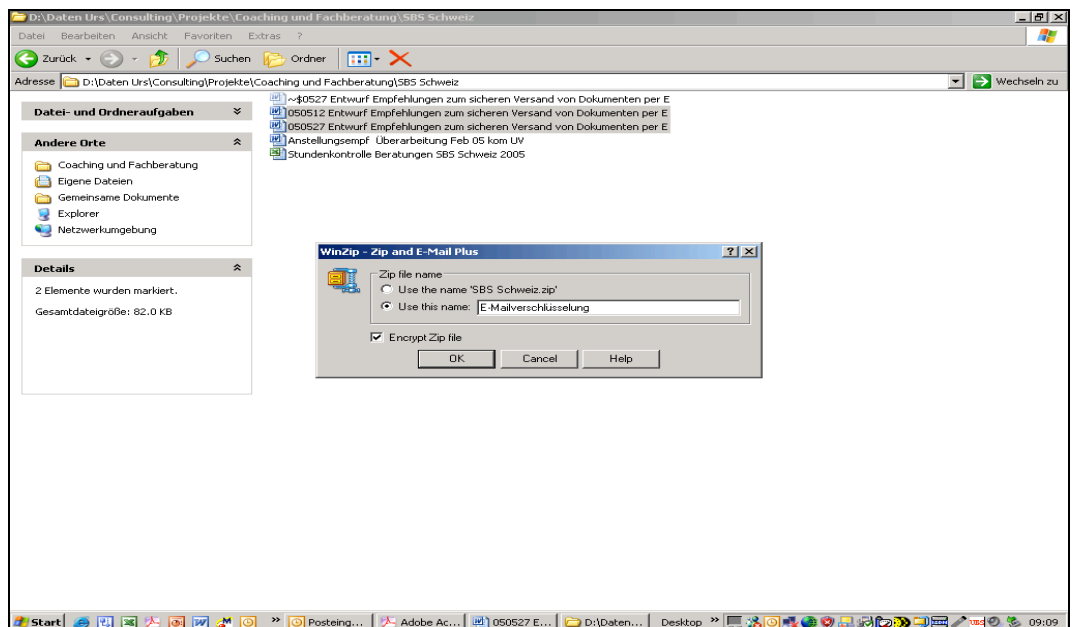 D:\Daten Urs\Consulting\Projekte\Coaching und Fachberatung\SBS Schweiz
Datei Bearbeiten Ansicht Favoriten Extras ?
Zurück Suchen Ordner
Adresse D:\Daten Urs\Consulting\Projekte\Coaching und Fachberatung\SBS Schweiz Wechseln zu
Datei- und Ordneraufgaben
Andere Orte
Coaching und Fachberatung
Eigene Dateien
Gemeinsame Dokumente
Explorer
Netzwerkumgebung
Details
2 Elemente wurden markiert.
Gesamtdateigröße: 82.0 KB
~$0527 Entwurf Empfehlungen zum sicheren Versand von Dokumenten per E
050512 Entwurf Empfehlungen zum sicheren Versand von Dokumenten per E
050527 Entwurf Empfehlungen zum sicheren Versand von Dokumenten per E
Anstellungsempf Überarbeitung Feb 05 kom UV
Stundenkontrolle Beratungen SBS Schweiz 2005
WinZip - Zip and E-Mail Plus
Zip file name
Use the name 'SBS Schweiz.zip'
Use this name: E-Mailverschlüsselung
Encrypt Zip file
OK Cancel Help
Start Posteing... Adobe Ac... 050527 E... D:\Daten... Desktop » UBS 09:09